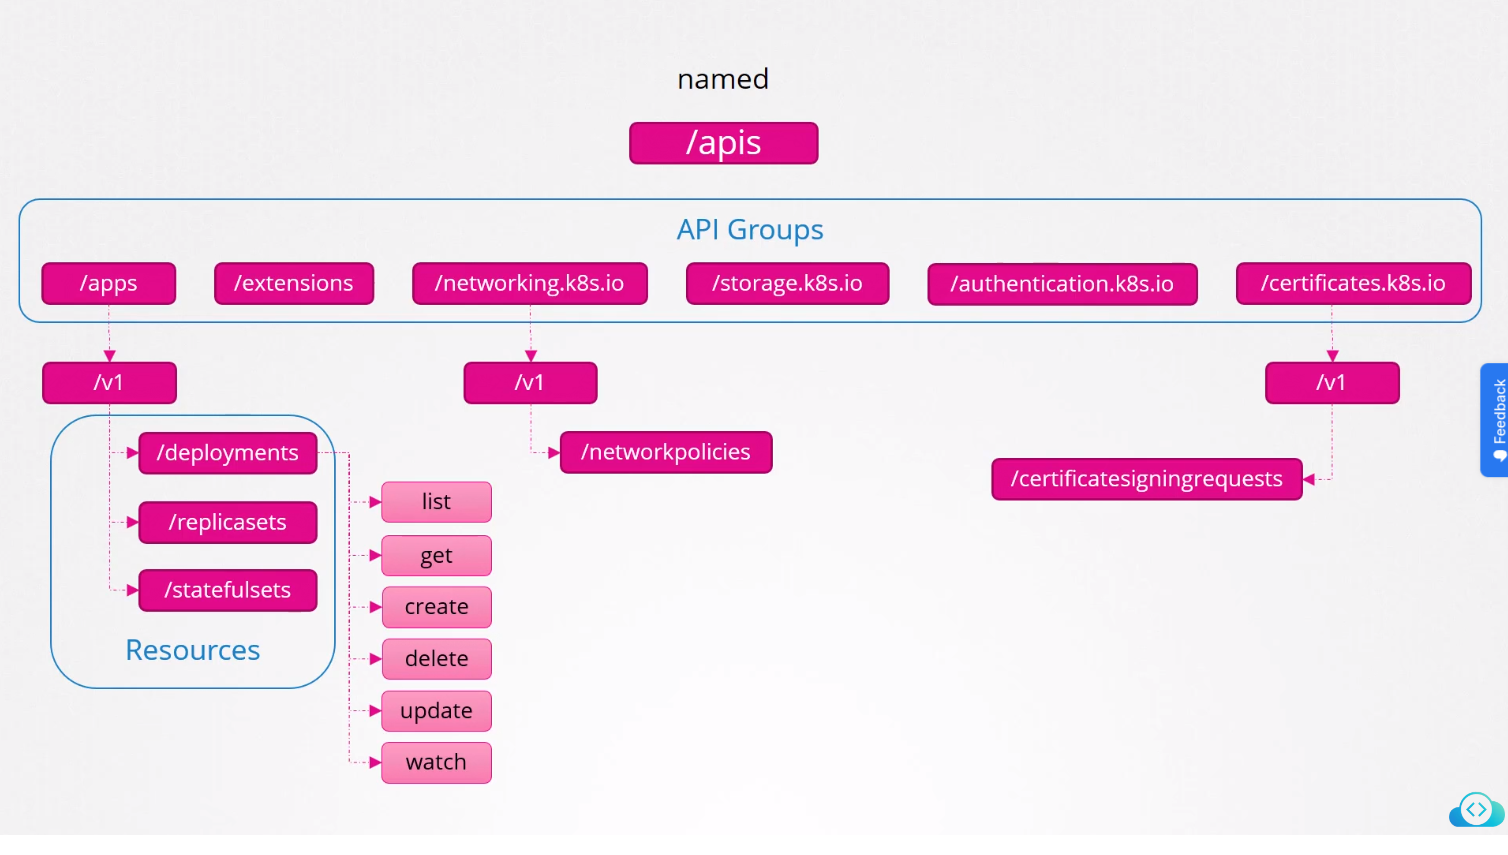 named
/apis
API Groups
/apps
/extensions
/networking.k8s.io
/storage.k8s.io
/authentication.k8s.io
/certificates.k8s.io
/v1
/v1
/v1
/deployments
/replicasets
/statefulsets
Resources
list
get
create
delete
update
watch
/networkpolicies
/certificatesigningrequests
Feedback